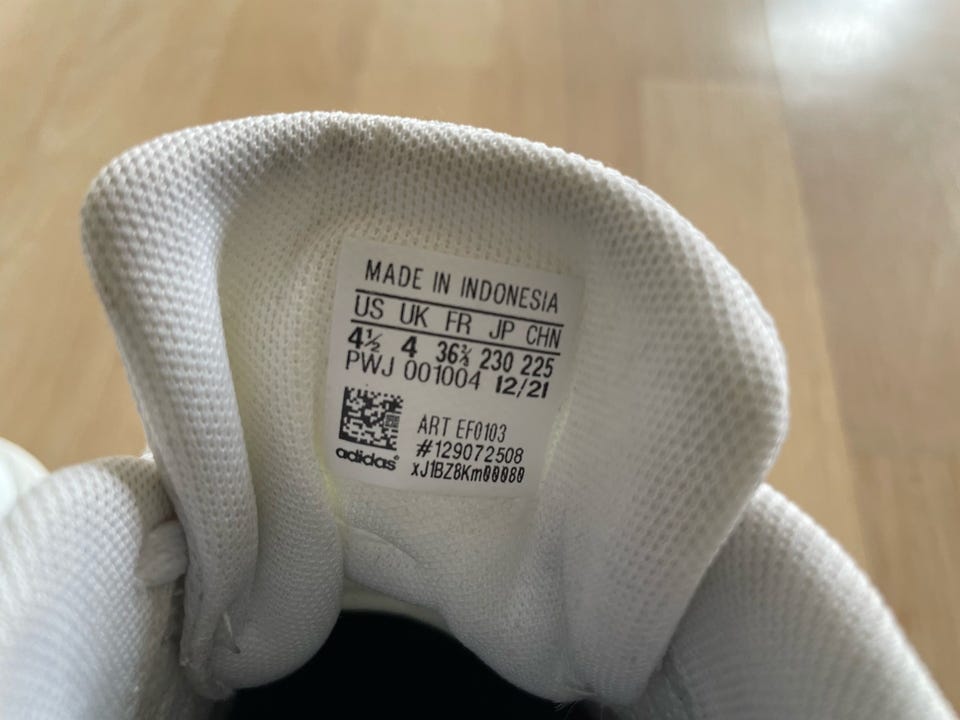 MADE IN INDONESIA
US UK FR JP CHN
4½ 4 36⅔ 230 225
PWJ 001004 12/21
ART EF0103
#129072508
adidas
xJ1BZ8Km00080